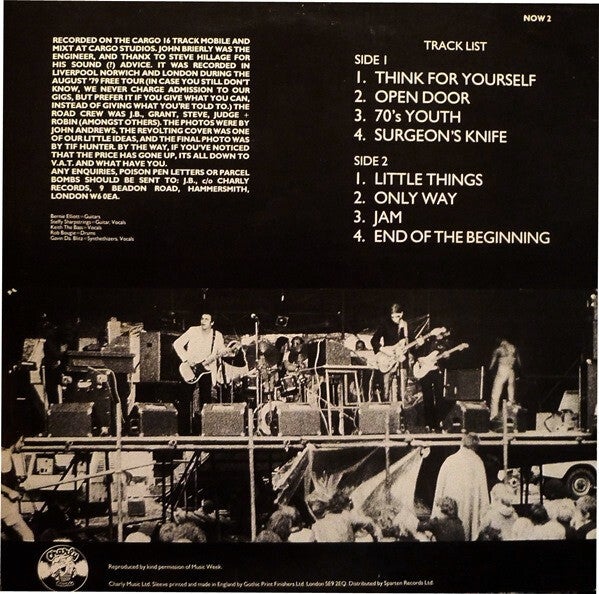 NOW 2
RECORDED ON THE CARGO 16 TRACK MOBILE AND
MIXT AT CARGO STUDIOS. JOHN BRIERLY WAS THE
ENGINEER, AND THANX TO STEVE HILLAGE FOR
HIS SOUND (!) ADVICE. IT WAS RECORDED IN
LIVERPOOL NORWICH AND LONDON DURING THE
AUGUST '79 FREE TOUR (IN CASE YOU STILL DON'T
KNOW, WE NEVER CHARGE ADMISSION TO OUR
GIGS, BUT PREFER IT IF YOU GIVE WHAT YOU CAN,
INSTEAD OF GIVING WHAT YOU'RE TOLD TO.) THE
ROAD CREW WAS J.B., GRANT, STEVE, JUDGE +
ROBIN (AMONGST OTHERS). THE PHOTOS WERE BY
JOHN ANDREWS, THE REVOLTING COVER WAS ONE
OF OUR LITTLE IDEAS, AND THE FINAL PHOTO WAS
BY TIF HUNTER. BY THE WAY, IF YOU'VE NOTICED
THAT THE PRICE HAS GONE UP, ITS ALL DOWN TO
V.A.T. AND WHAT HAVE YOU.
ANY ENQUIRIES, POISON PEN LETTERS OR PARCEL
BOMBS SHOULD BE SENT TO: J.B., c/o CHARLY
RECORDS, 9 BEADON ROAD, HAMMERSMITH,
LONDON W6 0EA.
Bernie Elliott – Guitars
Steffy Sharpstrings – Guitar, Vocals
Keith The Bass – Vocals
Rob Bougie – Drums
Gavin Da Blitz – Synthethizers, Vocals
TRACK LIST
SIDE 1
1. THINK FOR YOURSELF
2. OPEN DOOR
3. 70's YOUTH
4. SURGEON'S KNIFE
SIDE 2
1. LITTLE THINGS
2. ONLY WAY
3. JAM
4. END OF THE BEGINNING
Charly
Reproduced by kind permission of Music Week.
Charly Music Ltd. Sleeve printed and made in England by Gothic Print Finishers Ltd. London SE9 2EQ. Distributed by Spartan Records Ltd.